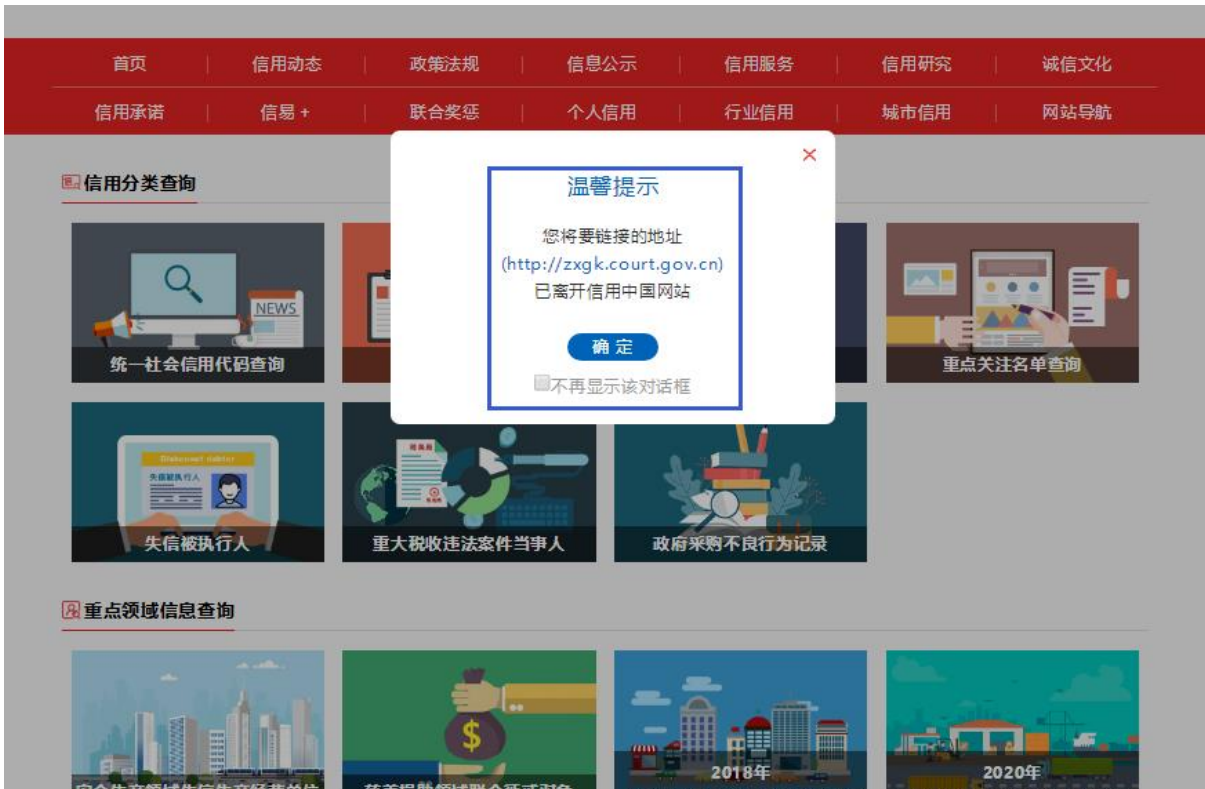 首页
信用动态
政策法规
信息公示
信用服务
信用研究
诚信文化
信用承诺
信易 +
联合奖惩
个人信用
行业信用
城市信用
网站导航
信用分类查询
温馨提示
您将要链接的地址
(http://zxgk.court.gov.cn)
已离开信用中国网站
确 定
不再显示该对话框
NEWS
统一社会信用代码查询
重点关注名单查询
失信被执行人
失信被执行人
重大税收违法案件当事人
政府采购不良行为记录
重点领域信息查询
2018年
2020年